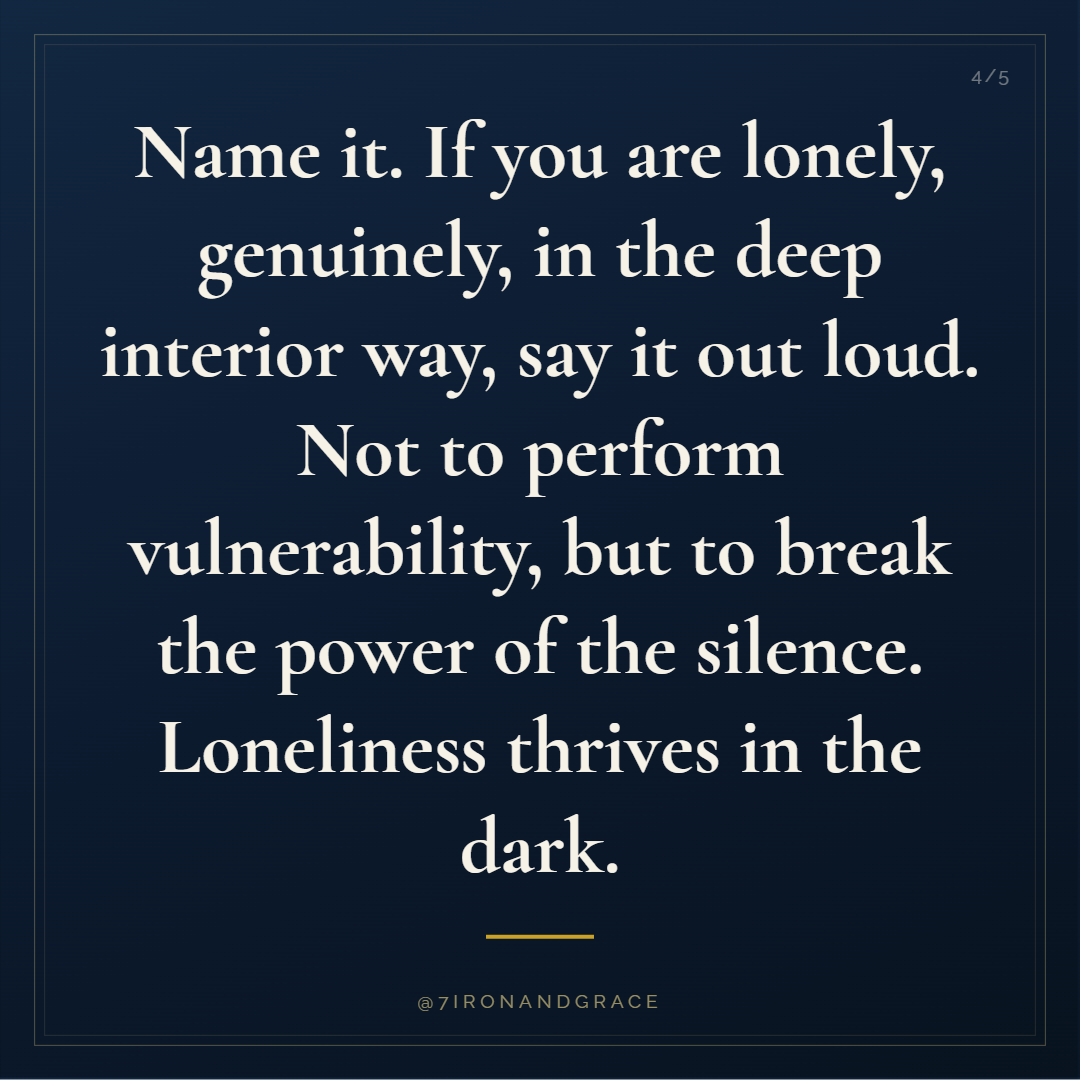 4/5
Name it. If you are lonely,
genuinely, in the deep
interior way, say it out loud.
Not to perform
vulnerability, but to break
the power of the silence.
Loneliness thrives in the
dark.
@7IRONANDGRACE